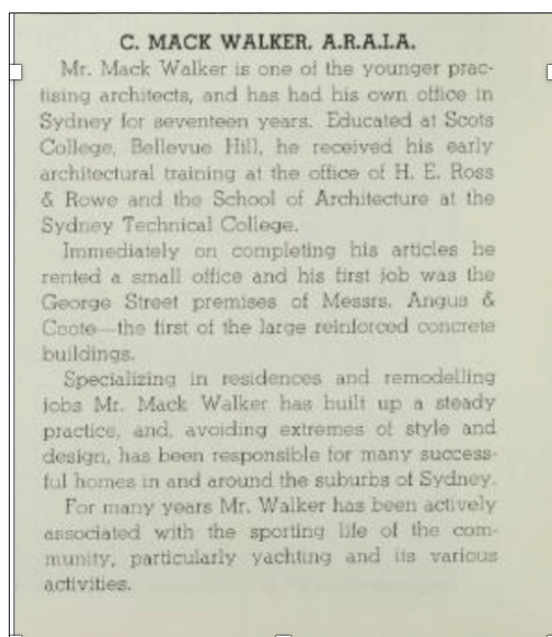 C. MACK WALKER, A.R.A.I.A.
Mr. Mack Walker is one of the younger prac-
tising architects, and has had his own office in
Sydney for seventeen years. Educated at Scots
College, Bellevue Hill, he received his early
architectural training at the office of H. E. Ross
& Rowe and the School of Architecture at the
Sydney Technical College.
Immediately on completing his articles he
rented a small office and his first job was the
George Street premises of Messrs. Angus &
Coote—the first of the large reinforced concrete
buildings.
Specializing in residences and remodelling
jobs Mr. Mack Walker has built up a steady
practice, and, avoiding extremes of style and
design, has been responsible for many success-
ful homes in and around the suburbs of Sydney.
For many years Mr. Walker has been actively
associated with the sporting life of the com-
munity, particularly yachting and its various
activities.